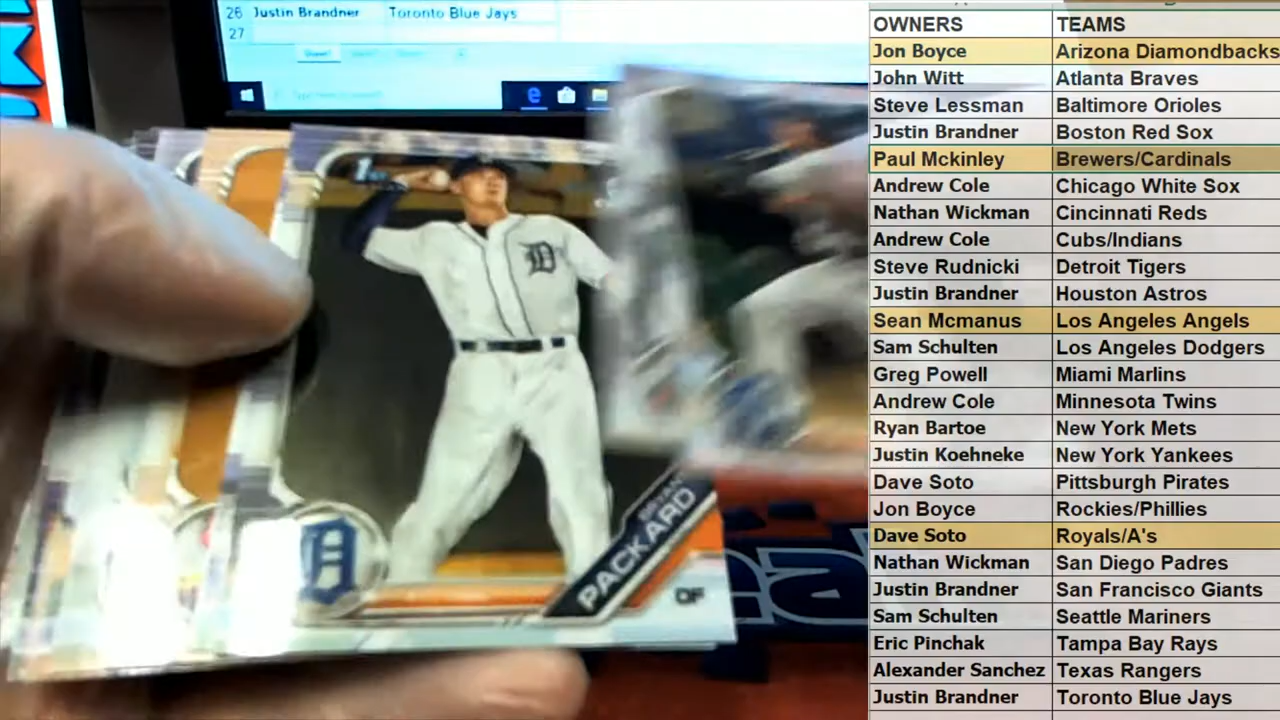 26 Justin Brandner Toronto Blue Jays
27
1st
D
BRYAN
PACKARD
OF
D
OWNERS TEAMS
Jon Boyce Arizona Diamondbacks
John Witt Atlanta Braves
Steve Lessman Baltimore Orioles
Justin Brandner Boston Red Sox
Paul Mckinley Brewers/Cardinals
Andrew Cole Chicago White Sox
Nathan Wickman Cincinnati Reds
Andrew Cole Cubs/Indians
Steve Rudnicki Detroit Tigers
Justin Brandner Houston Astros
Sean Mcmanus Los Angeles Angels
Sam Schulten Los Angeles Dodgers
Greg Powell Miami Marlins
Andrew Cole Minnesota Twins
Ryan Bartoe New York Mets
Justin Koehneke New York Yankees
Dave Soto Pittsburgh Pirates
Jon Boyce Rockies/Phillies
Dave Soto Royals/A's
Nathan Wickman San Diego Padres
Justin Brandner San Francisco Giants
Sam Schulten Seattle Mariners
Eric Pinchak Tampa Bay Rays
Alexander Sanchez Texas Rangers
Justin Brandner Toronto Blue Jays